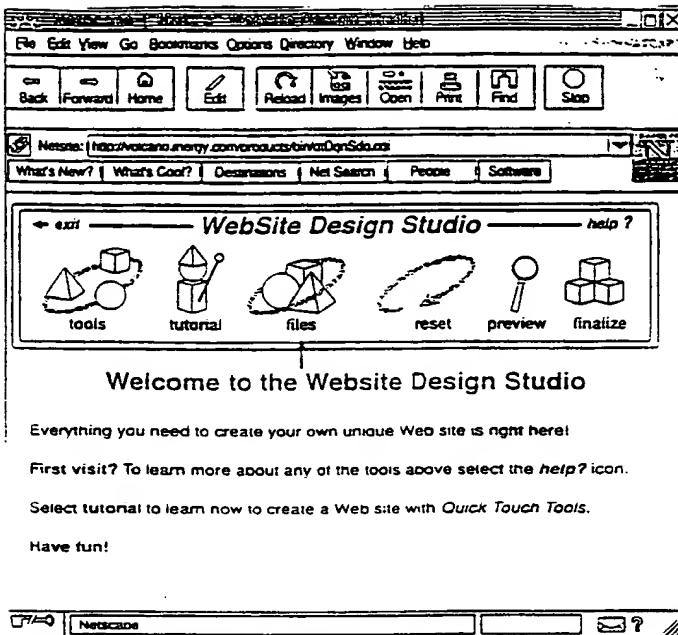 File Edit View Go Bookmarks Options Directory Window Help
Back Forward Home Edit Reload Images Open Print Find Stop
Netsite:
What's New? What's Cool? Destinations Net Search People Software
exit WebSite Design Studio help ?
tools tutorial files reset preview finalize
Welcome to the Website Design Studio
Everything you need to create your own unique Web site is right here!
First visit? To learn more about any of the tools above select the help? icon.
Select tutorial to learn now to create a Web site with Quick Touch Tools.
Have fun!
Netscape ?